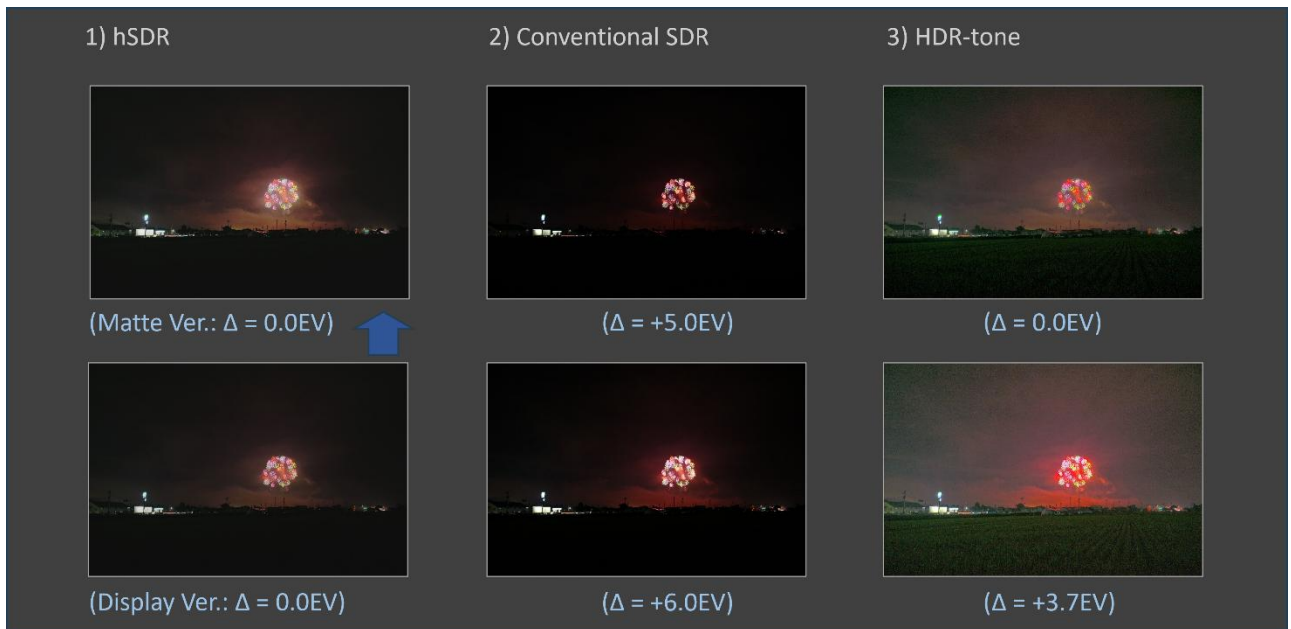 1) hSDR
2) Conventional SDR
3) HDR-tone
(Matte Ver.: Δ = 0.0EV)
(Δ = +5.0EV)
(Δ = 0.0EV)
(Display Ver.: Δ = 0.0EV)
(Δ = +6.0EV)
(Δ = +3.7EV)